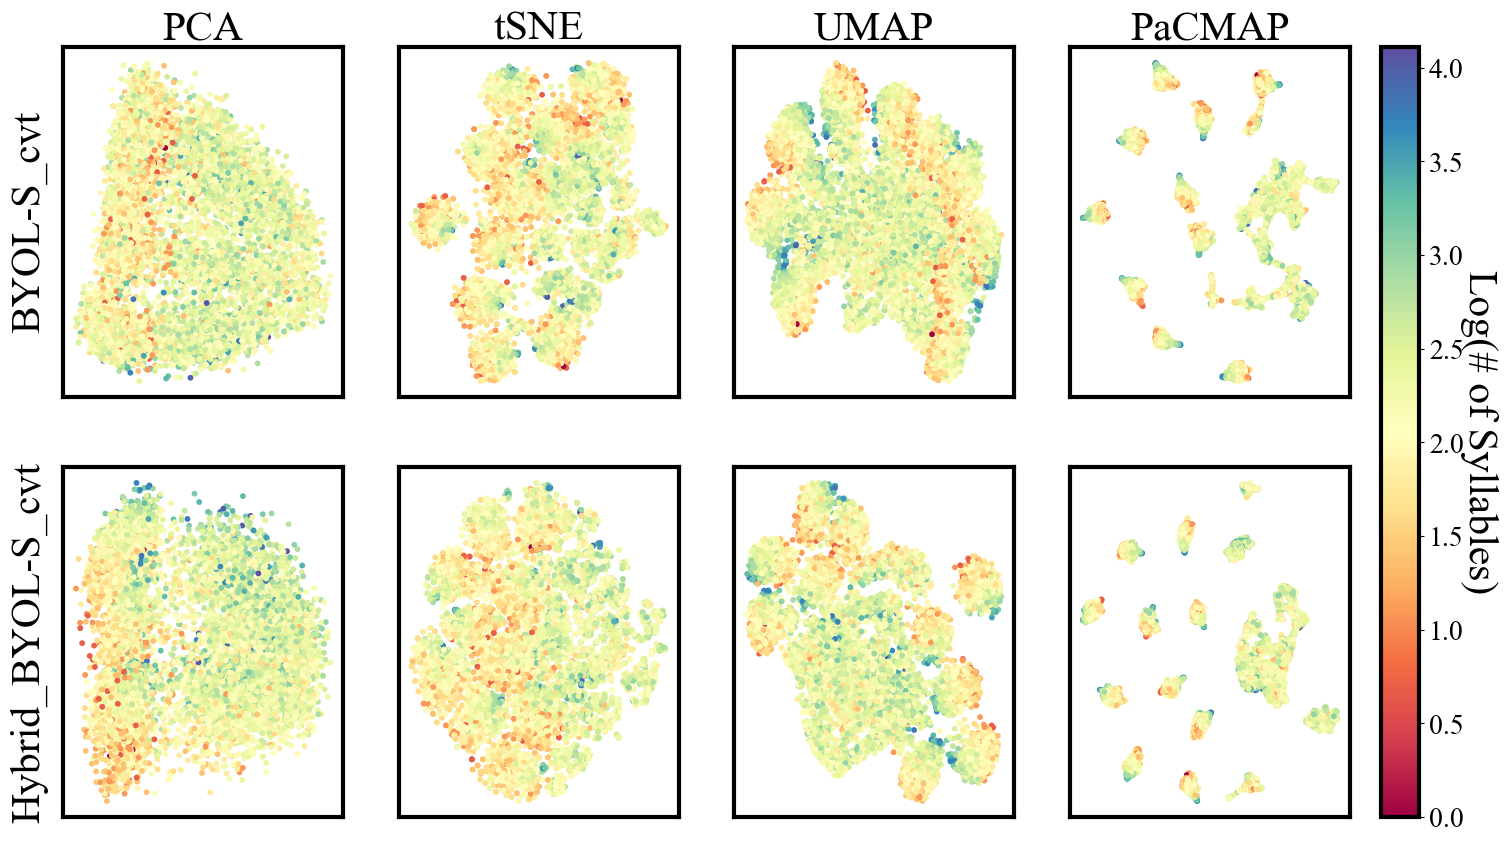 PCA
tSNE
UMAP
PaCMAP
BYOL-S_cvt
Hybrid_BYOL-S_cvt
4.0
3.5
3.0
2.5
2.0
1.5
1.0
0.5
0.0
Log(# of Syllables)